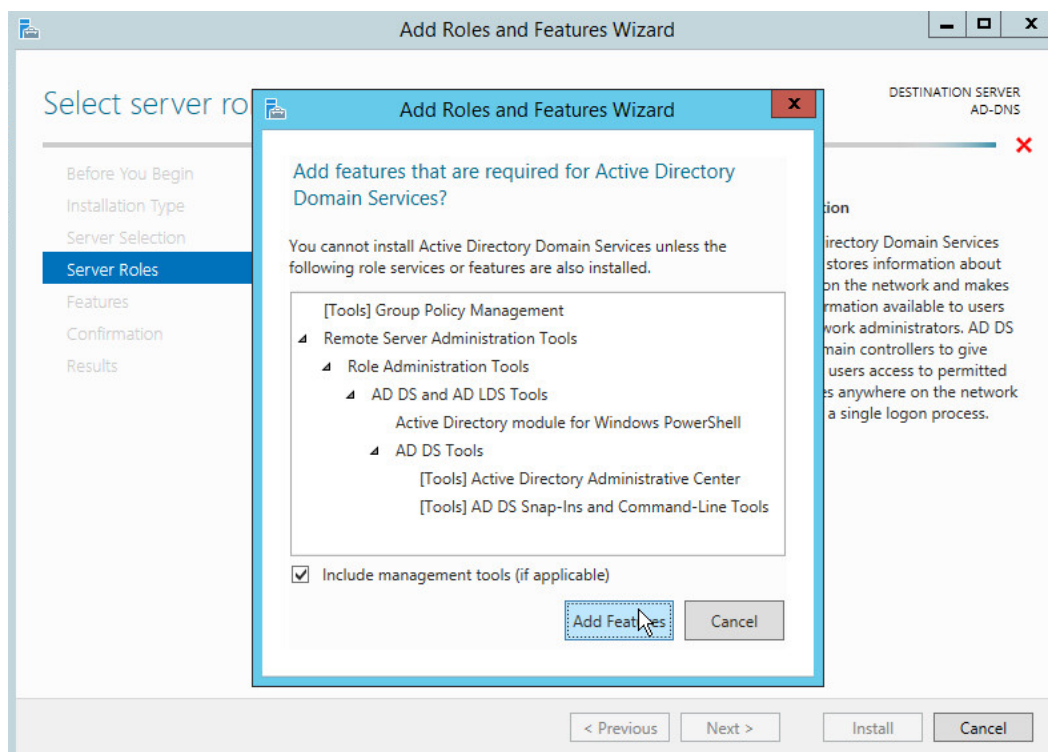 Add Roles and Features Wizard
Select server ro
DESTINATION SERVER
AD-DNS
Before You Begin
Installation Type
Server Selection
Server Roles
Features
Confirmation
Results
Add Roles and Features Wizard
Add features that are required for Active Directory
Domain Services?
You cannot install Active Directory Domain Services unless the
following role services or features are also installed.
[Tools] Group Policy Management
Remote Server Administration Tools
Role Administration Tools
AD DS and AD LDS Tools
Active Directory module for Windows PowerShell
AD DS Tools
[Tools] Active Directory Administrative Center
[Tools] AD DS Snap-Ins and Command-Line Tools
Include management tools (if applicable)
Add Features
Cancel
tion
irectory Domain Services
stores information about
on the network and makes
rmation available to users
work administrators. AD DS
main controllers to give
users access to permitted
es anywhere on the network
a single logon process.
< Previous
Next >
Install
Cancel